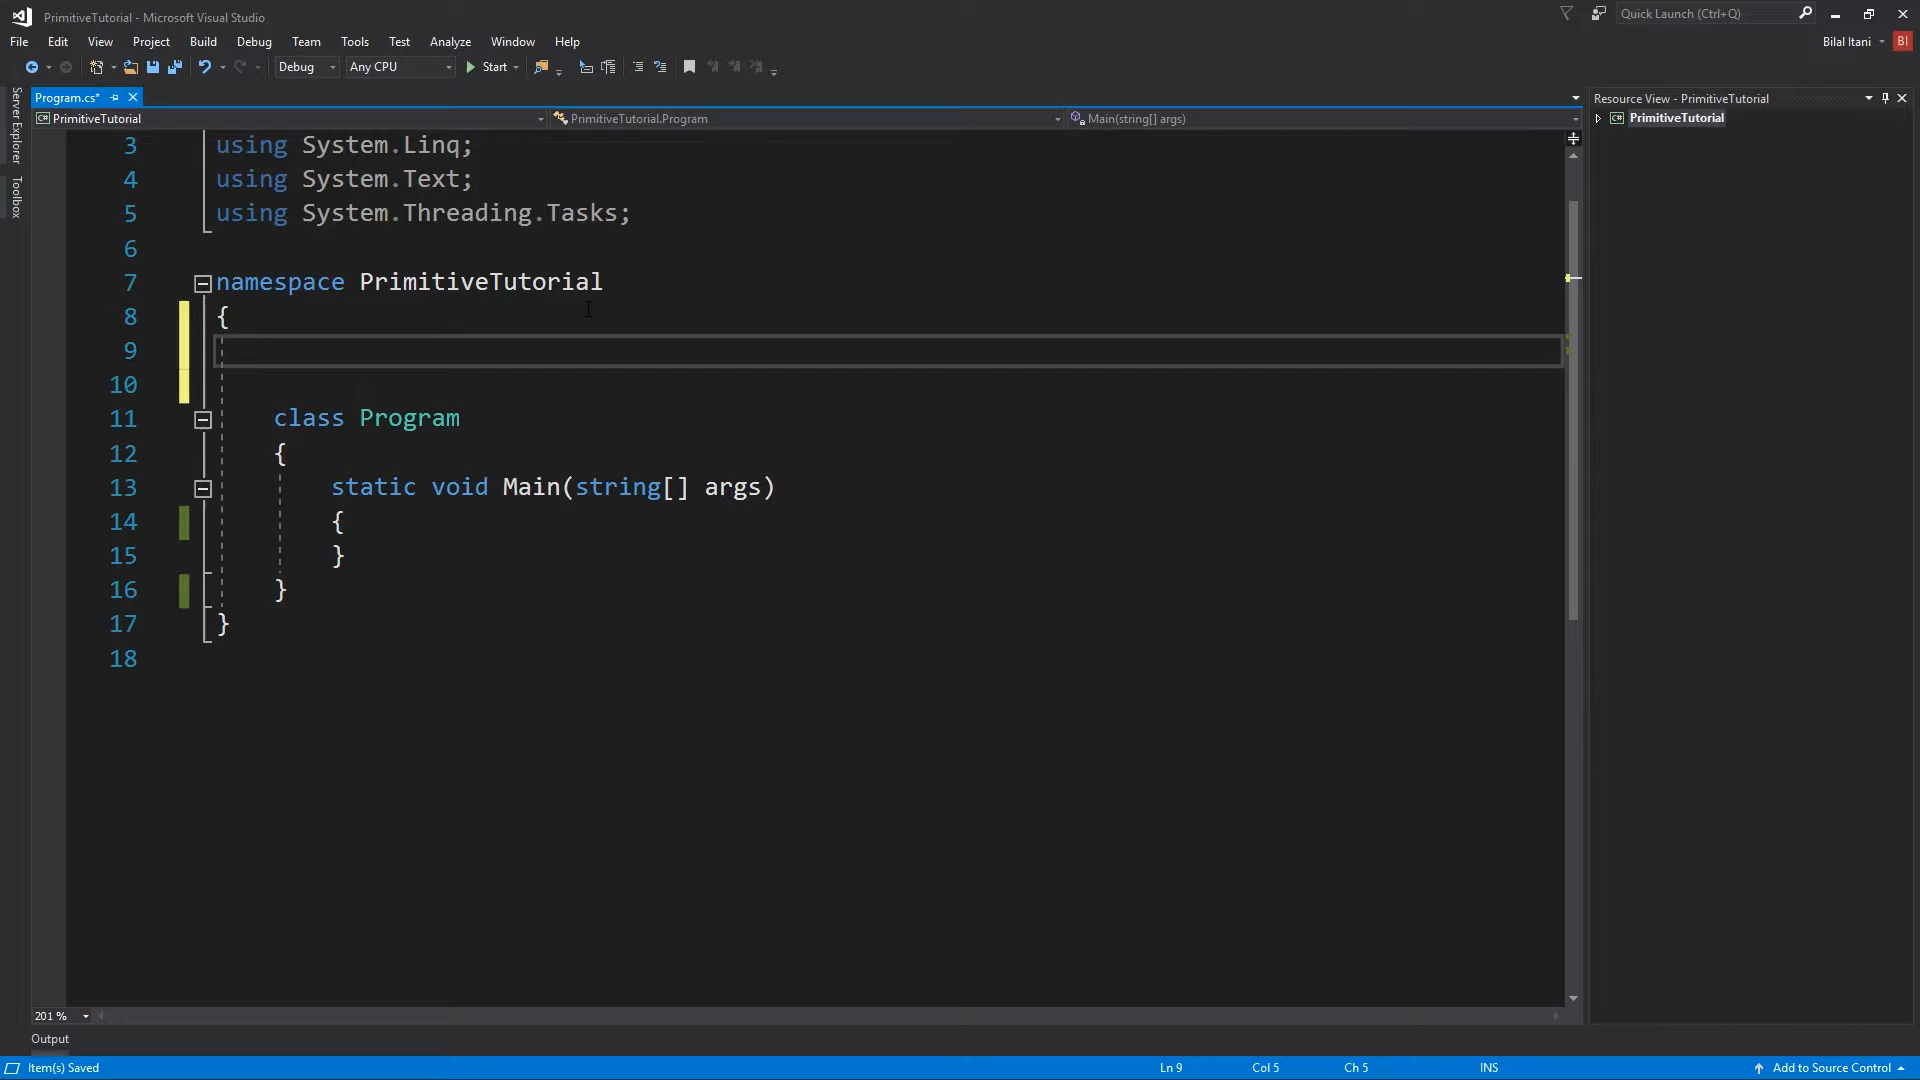 PrimitiveTutorial - Microsoft Visual Studio
Quick Launch (Ctrl+Q)
File Edit View Project Build Debug Team Tools Test Analyze Window Help
Bilal Itani BI
Debug Any CPU Start
Server Explorer
Toolbox
Program.cs*
PrimitiveTutorial PrimitiveTutorial.Program Main(string[] args)
Resource View - PrimitiveTutorial
PrimitiveTutorial
3 using System.Linq;
4 using System.Text;
5 using System.Threading.Tasks;
6
7 namespace PrimitiveTutorial
8 {
9
10
11 class Program
12 {
13 static void Main(string[] args)
14 {
15 }
16 }
17 }
18
201 %
Output
Item(s) Saved Ln 9 Col 5 Ch 5 INS Add to Source Control